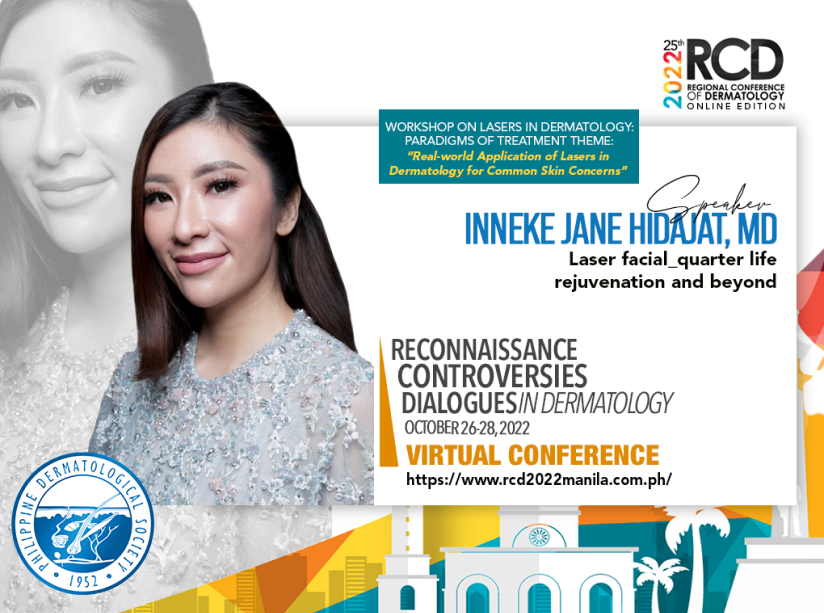 25th
2022
RCD
REGIONAL CONFERENCE
OF DERMATOLOGY
ONLINE EDITION
WORKSHOP ON LASERS IN DERMATOLOGY:
PARADIGMS OF TREATMENT THEME:
“Real-world Application of Lasers in
Dermatology for Common Skin Concerns”
Speaker
INNEKE JANE HIDAJAT, MD
Laser facial_quarter life
rejuvenation and beyond
RECONNAISSANCE
CONTROVERSIES
DIALOGUES IN DERMATOLOGY
OCTOBER 26-28, 2022
VIRTUAL CONFERENCE
https://www.rcd2022manila.com.ph/
PHILIPPINE DERMATOLOGICAL SOCIETY
• 1952 •